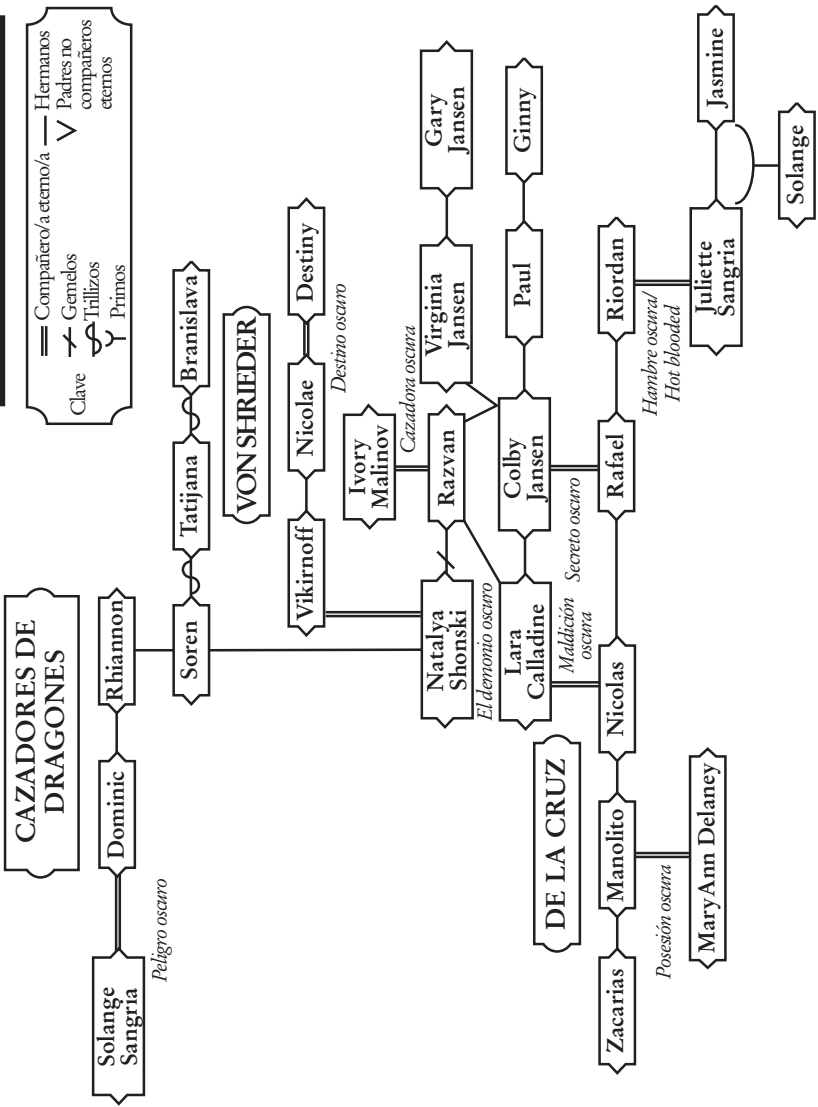 Clave
Compañero/a eterno/a
Gemelos
Trillizos
Primos
Hermanos
Padres no
compañeros
eternos
CAZADORES DE
DRAGONES
Solange
Sangria
Dominic
Rhiannon
Peligro oscuro
Soren
Tatijana
Branislava
VON SHRIEDER
Vikirnoff
Nicolae
Destiny
Destino oscuro
Ivory
Malinov
Cazadora oscura
Natalya
Shonski
Razvan
Virginia
Jansen
Gary
Jansen
El demonio oscuro
Lara
Calladine
Colby
Jansen
Paul
Ginny
Maldición
oscura
Secreto oscuro
DE LA CRUZ
Zacarias
Manolito
Nicolas
Rafael
Riordan
Posesión oscura
Hambre oscura/
Hot blooded
MaryAnn Delaney
Juliette
Sangria
Jasmine
Solange